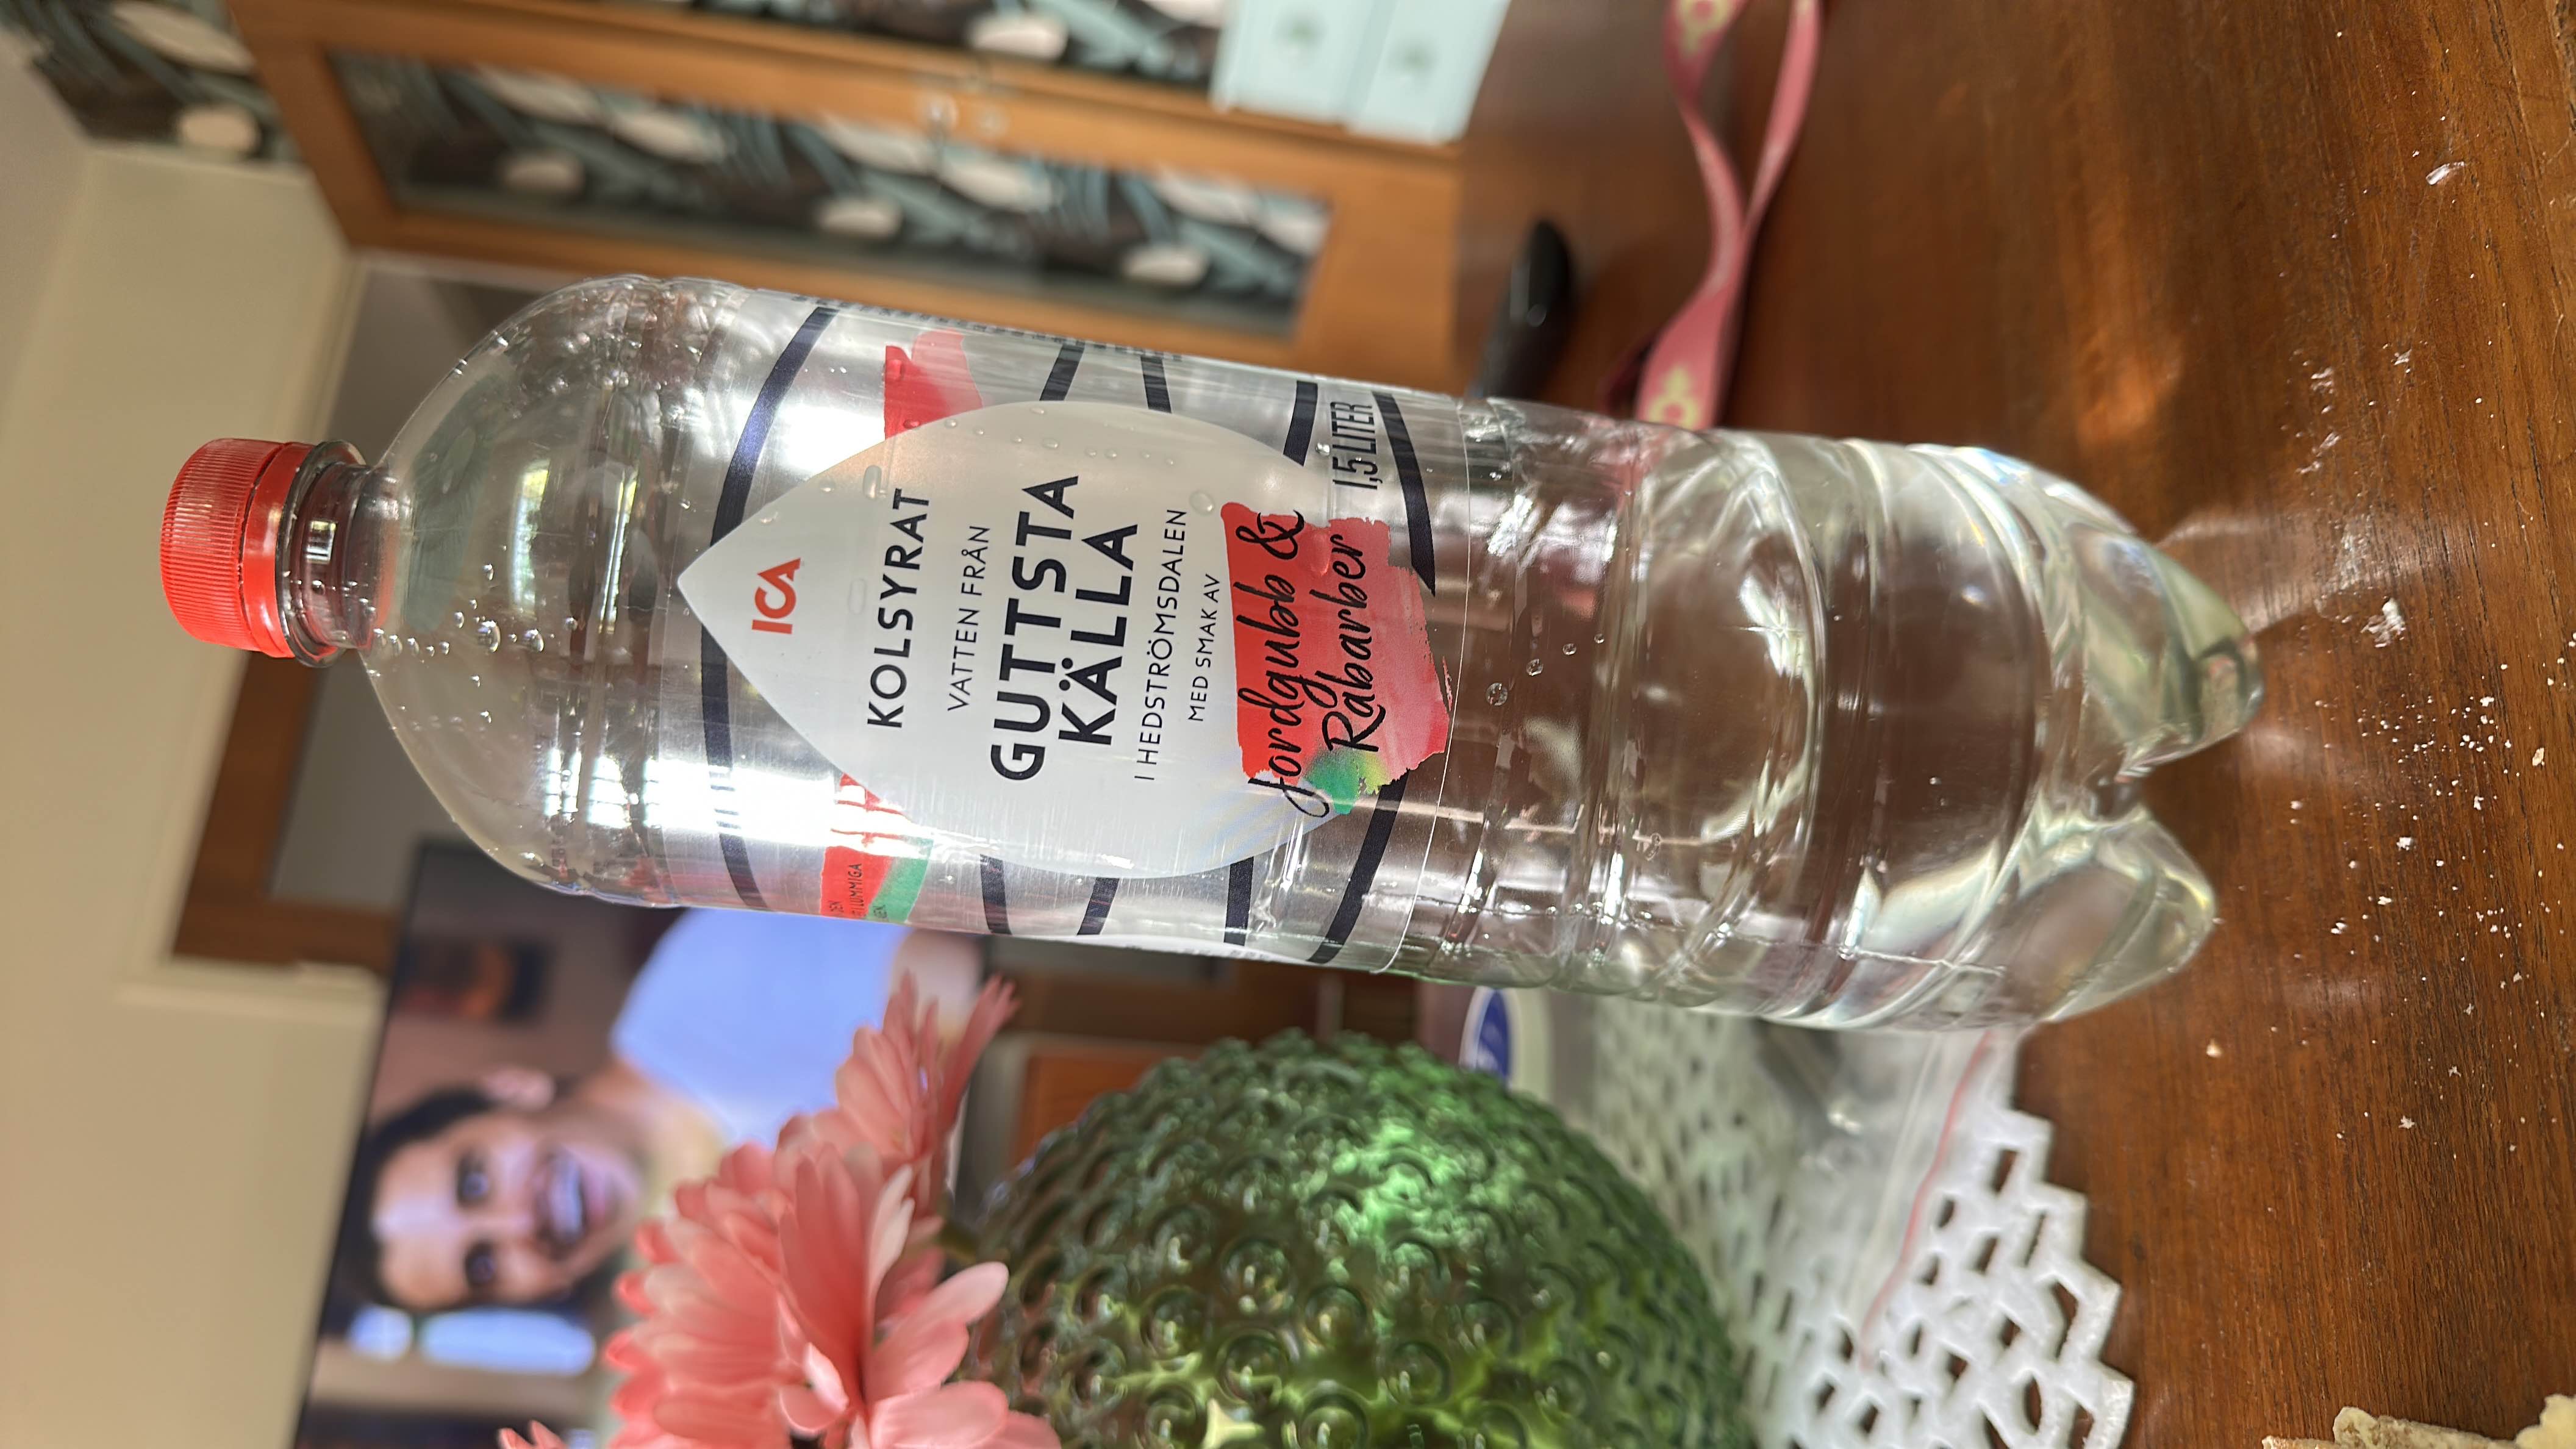 ICA
KOLSYRAT
VATTEN FRÅN
GUTTSTA
KÄLLA
I HEDSTRÖMSDALEN
MED SMAK AV
Jordgubb &
Rabarber
1,5 LITER